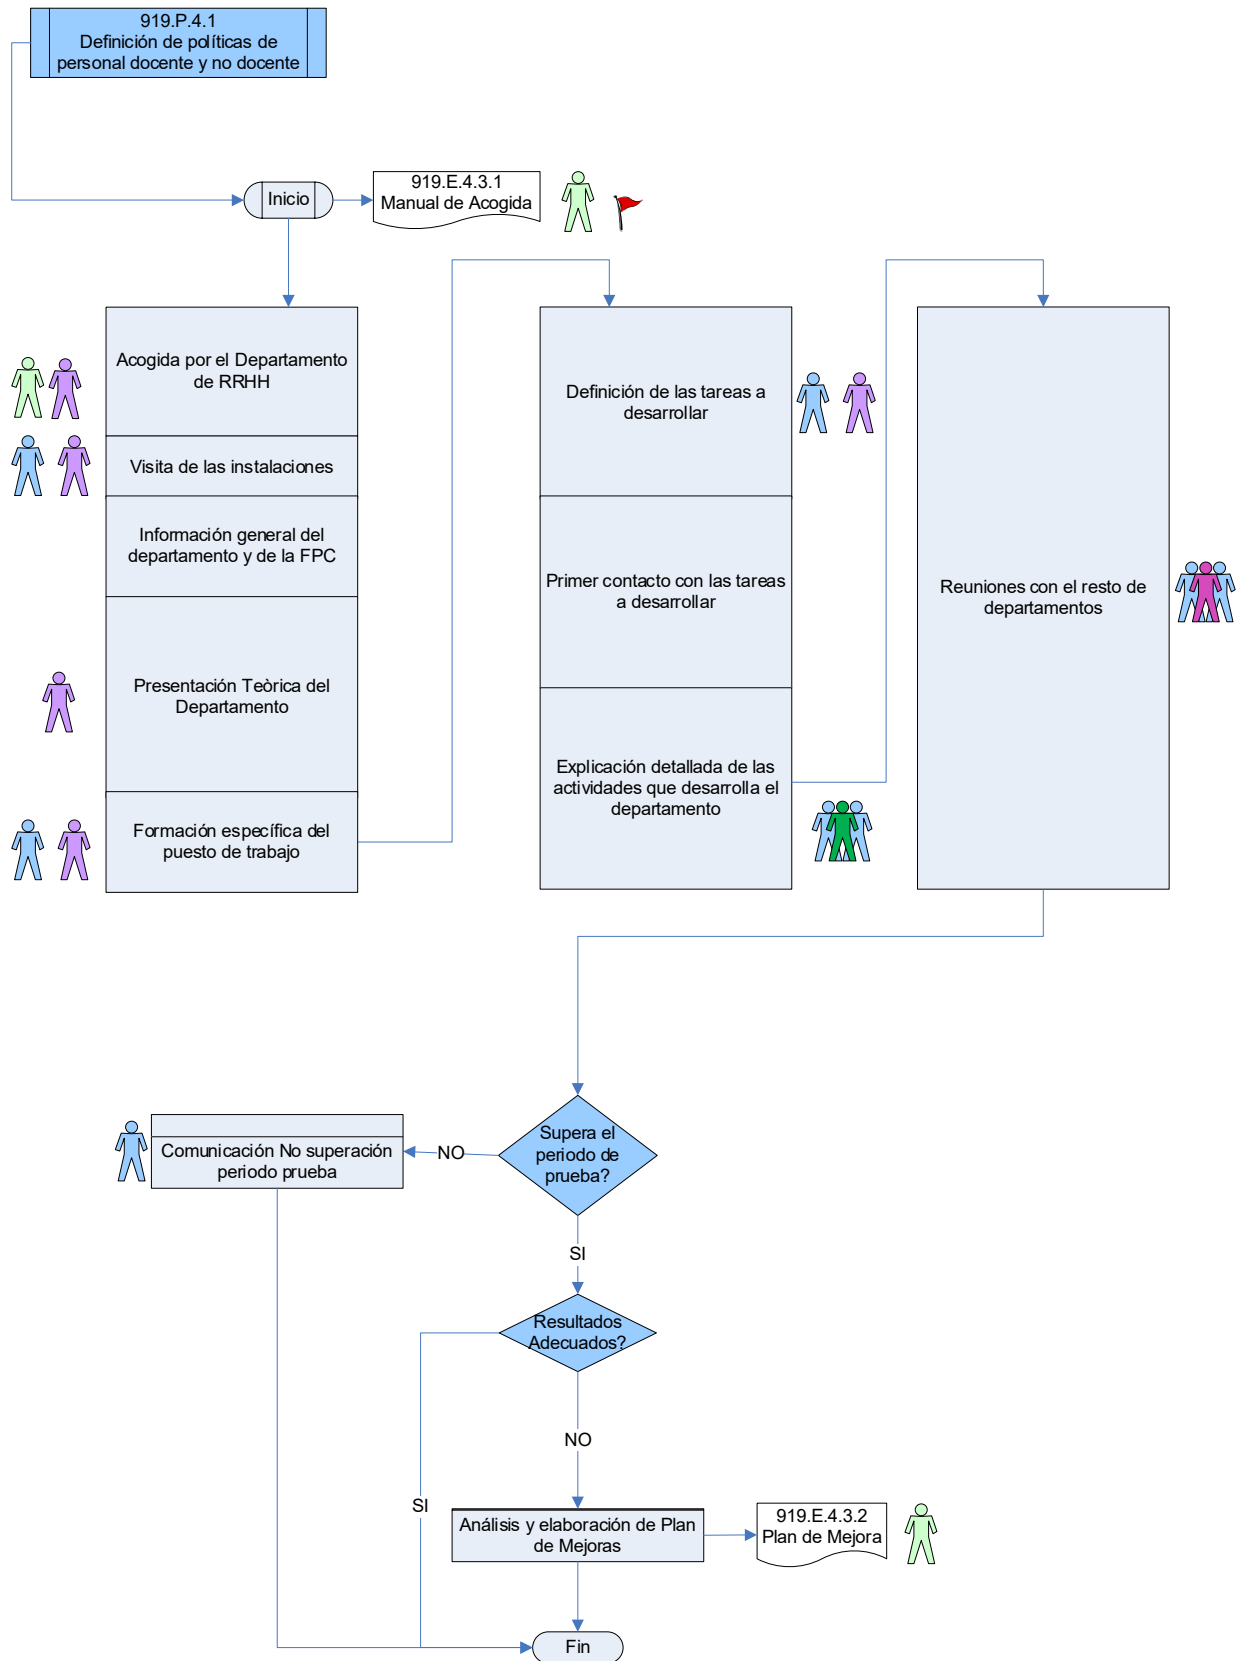 919.P.4.1
Definición de políticas de
personal docente y no docente
Inicio
919.E.4.3.1
Manual de Acogida
Acogida por el Departamento
de RRHH
Visita de las instalaciones
Información general del
departamento y de la FPC
Presentación Teòrica del
Departamento
Formación específica del
puesto de trabajo
Definición de las tareas a
desarrollar
Primer contacto con las tareas
a desarrollar
Explicación detallada de las
actividades que desarrolla el
departamento
Reuniones con el resto de
departamentos
Supera el
periodo de
prueba?
NO
Comunicación No superación
periodo prueba
SI
Resultados
Adecuados?
NO
SI
Análisis y elaboración de Plan
de Mejoras
919.E.4.3.2
Plan de Mejora
Fin